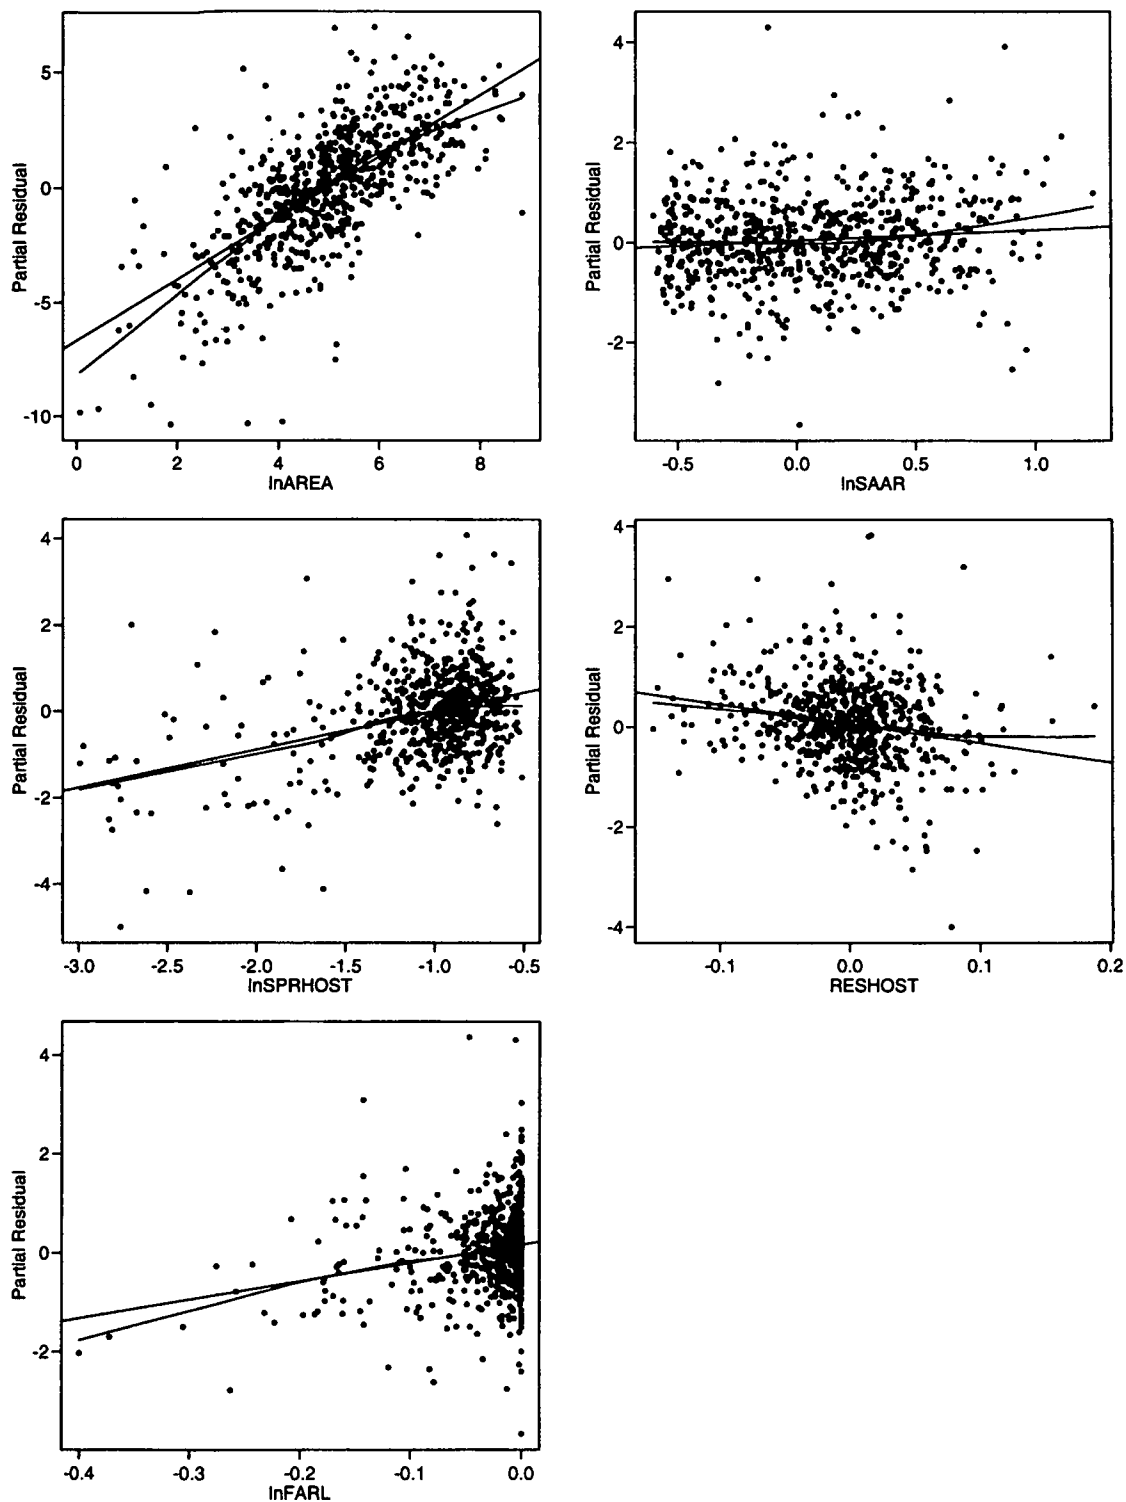 Partial Residual
5
0
-5
-10
0 2 4 6 8
lnAREA
Partial Residual
4
2
0
-2
-0.5 0.0 0.5 1.0
lnSAAR
Partial Residual
4
2
0
-2
-4
-3.0 -2.5 -2.0 -1.5 -1.0 -0.5
lnSPRHOST
Partial Residual
4
2
0
-2
-4
-0.1 0.0 0.1 0.2
RESHOST
Partial Residual
4
2
0
-2
-0.4 -0.3 -0.2 -0.1 0.0
lnFARL